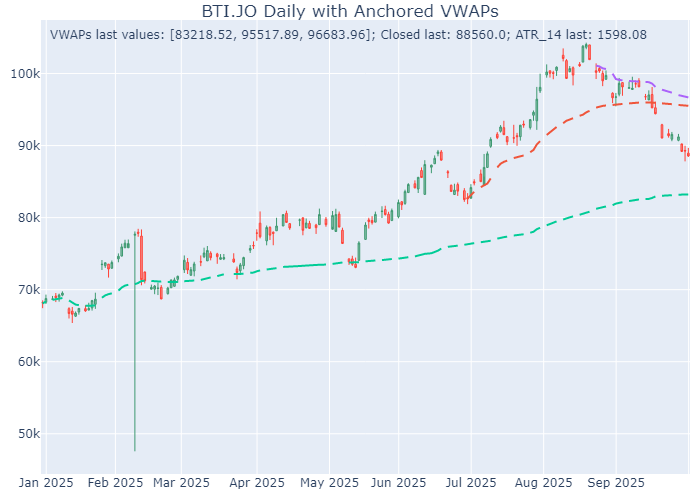 BTI.JO Daily with Anchored VWAPs
VWAPs last values: [83218.52, 95517.89, 96683.96]; Closed last: 88560.0; ATR_14 last: 1598.08
100k
90k
80k
70k
60k
50k
Jan 2025 Feb 2025 Mar 2025 Apr 2025 May 2025 Jun 2025 Jul 2025 Aug 2025 Sep 2025